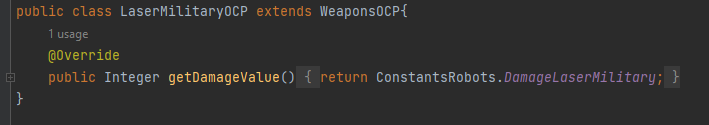 public class LaserMilitaryOCP extends WeaponsOCP{
1 usage
@Override
public Integer getDamageValue() { return ConstantsRobots.DamageLaserMilitary; }
}